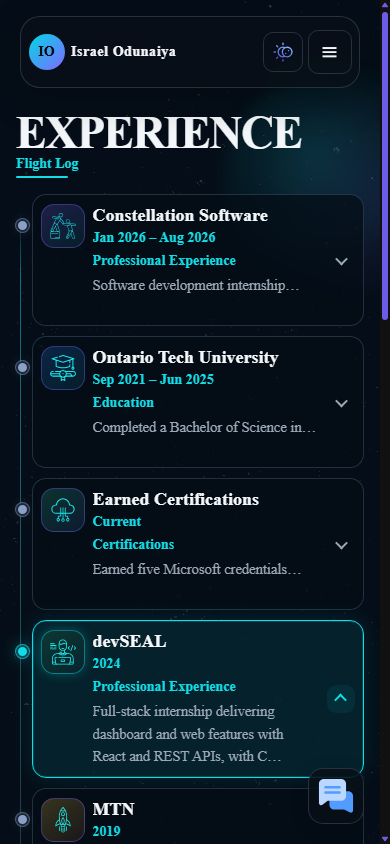 IO Israel Odunaiya
EXPERIENCE
Flight Log
Constellation Software
Jan 2026 – Aug 2026
Professional Experience
Software development internship…
Ontario Tech University
Sep 2021 – Jun 2025
Education
Completed a Bachelor of Science in…
Earned Certifications
Current
Certifications
Earned five Microsoft credentials…
devSEAL
2024
Professional Experience
Full-stack internship delivering
dashboard and web features with
React and REST APIs, with C…
MTN
2019